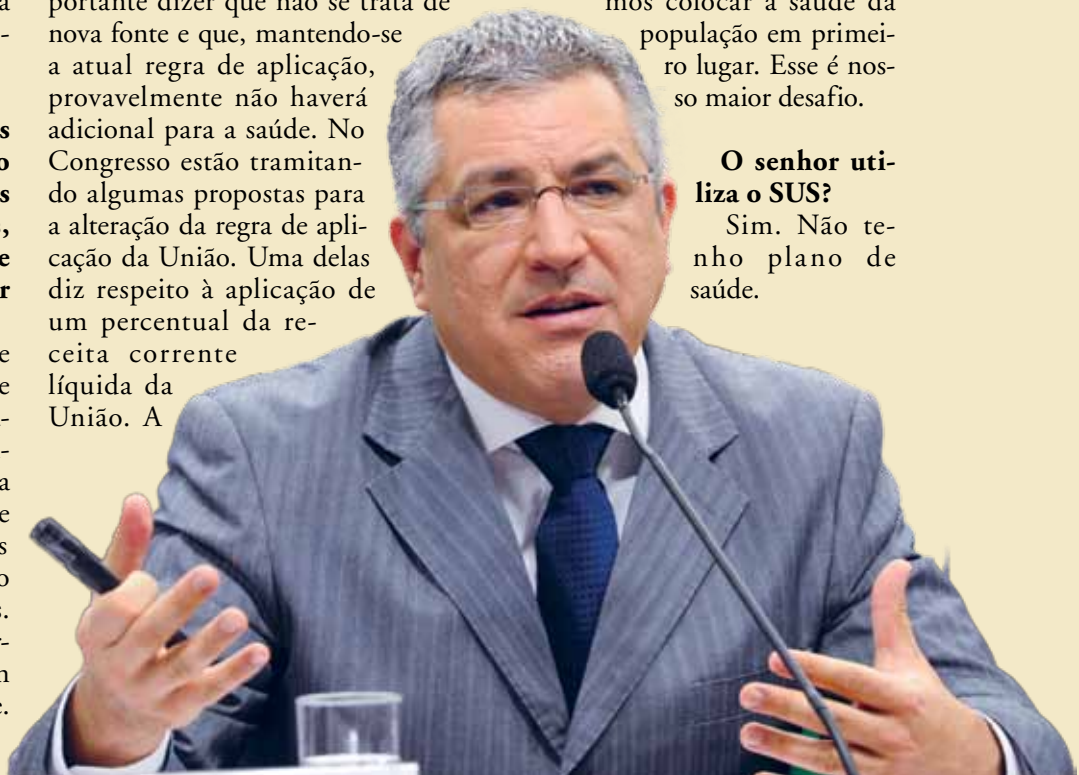 portante dizer que não se trata de
nova fonte e que, mantendo-se
a atual regra de aplicação,
provavelmente não haverá
adicional para a saúde. No
Congresso estão tramitan-
do algumas propostas para
a alteração da regra de apli-
cação da União. Uma delas
diz respeito à aplicação de
um percentual da re-
ceita corrente
líquida da
União. A
mos colocar a saúde da
população em primei-
ro lugar. Esse é nos-
so maior desafio.
O senhor uti-
liza o SUS?
Sim. Não te-
nho plano de
saúde.